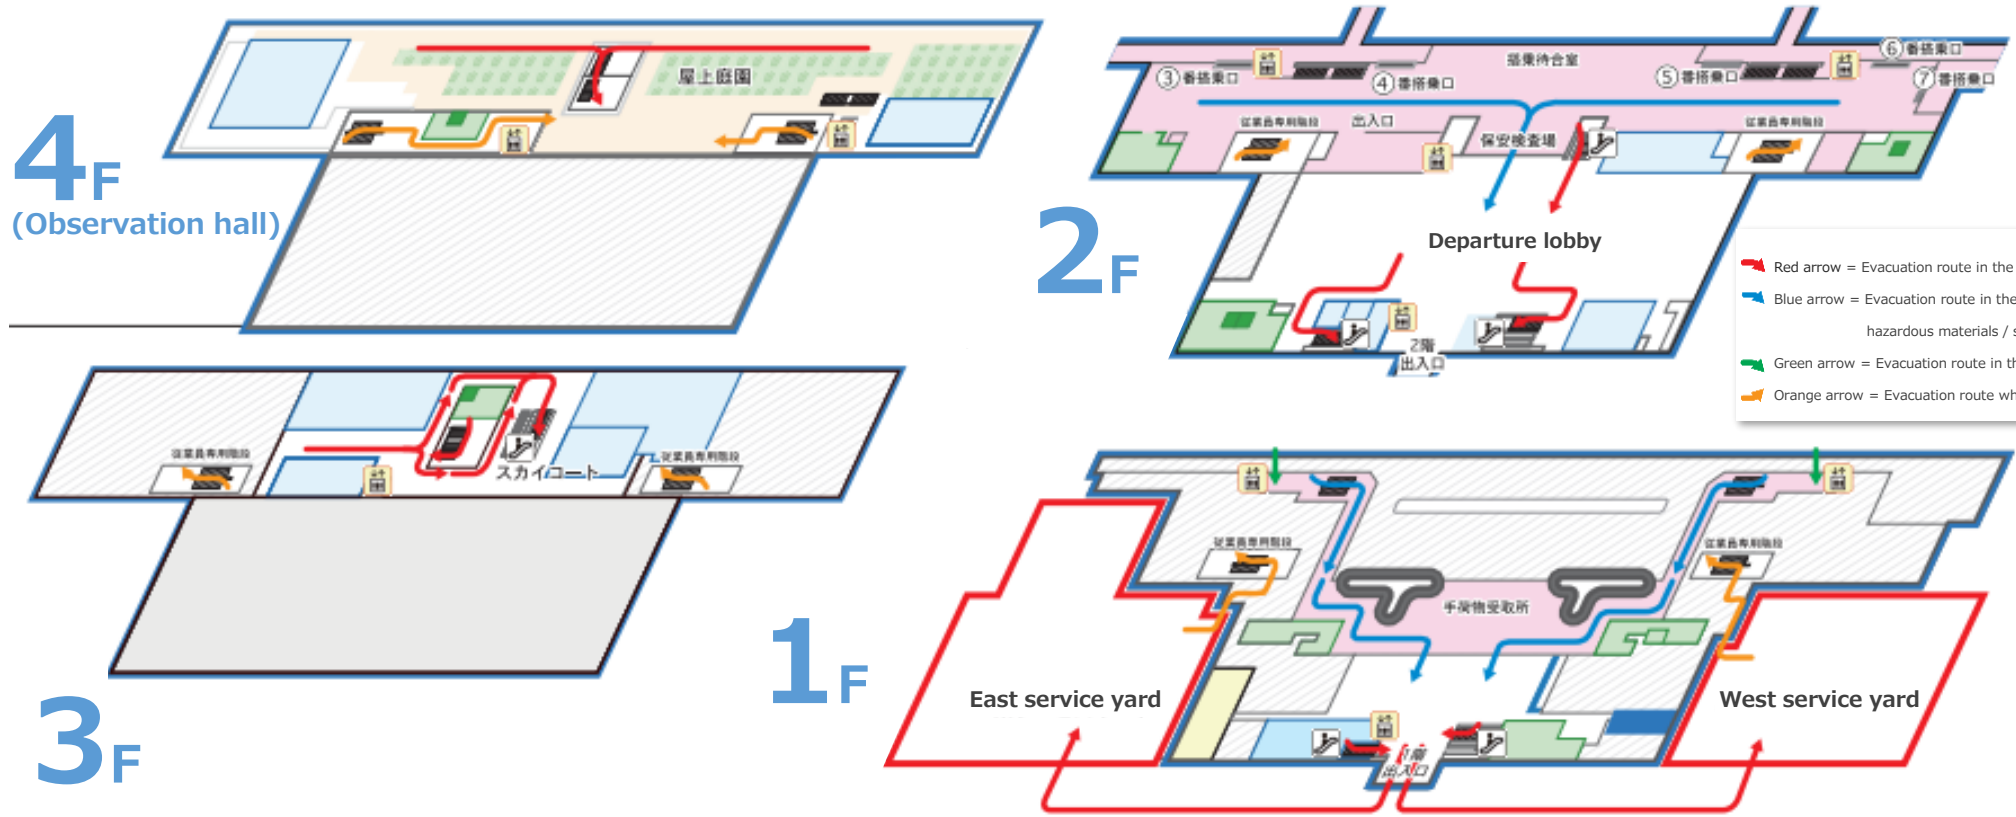 4F
(Observation hall)
屋上庭園
3F
従業員専用階段
スカイコート
従業員専用階段
2F
③番搭乗口
④番搭乗口
搭乗待合室
⑤番搭乗口
⑥番搭乗口
⑦番搭乗口
従業員専用階段
出入口
保安検査場
従業員専用階段
Departure lobby
2階
出入口
Red arrow = Evacuation route in the
Blue arrow = Evacuation route in the
hazardous materials / s
Green arrow = Evacuation route in th
Orange arrow = Evacuation route wh
1F
従業員専用階段
従業員専用階段
手荷物受取所
East service yard
West service yard
1階
出入口